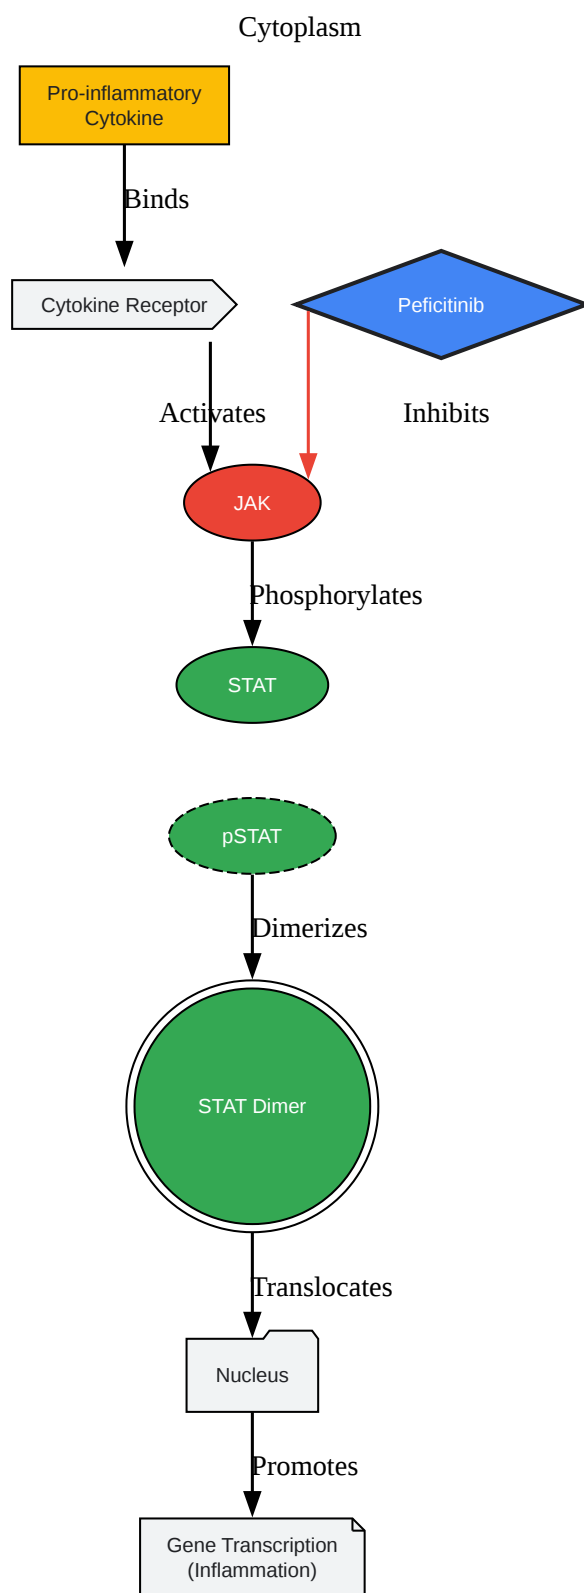 Cytoplasm
Pro-inflammatory
Cytokine
Binds
Cytokine Receptor
Peficitinib
Activates
Inhibits
JAK
Phosphorylates
STAT
pSTAT
Dimerizes
STAT Dimer
Translocates
Nucleus
Promotes
Gene Transcription
(Inflammation)